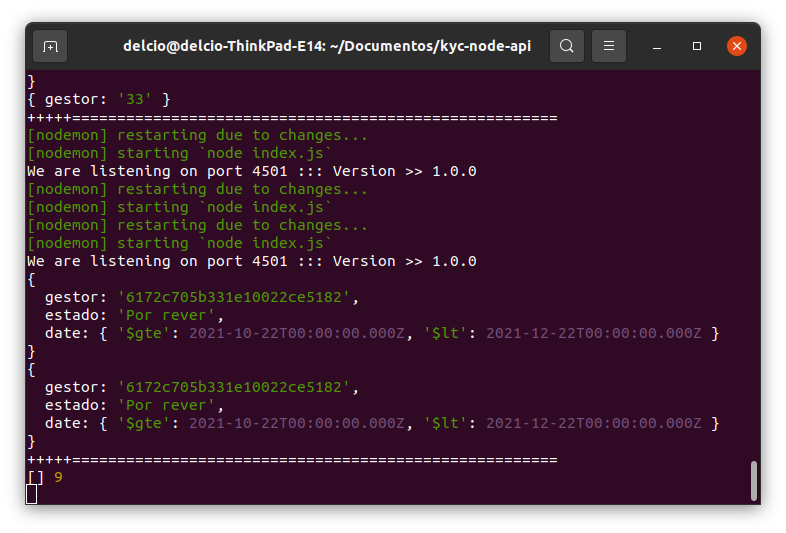 delcio@delcio-ThinkPad-E14: ~/Documentos/kyc-node-api
}
{ gestor: '33' }
+++++======================================================
[nodemon] restarting due to changes...
[nodemon] starting `node index.js`
We are listening on port 4501 ::: Version >> 1.0.0
[nodemon] restarting due to changes...
[nodemon] starting `node index.js`
[nodemon] restarting due to changes...
[nodemon] starting `node index.js`
We are listening on port 4501 ::: Version >> 1.0.0
{
  gestor: '6172c705b331e10022ce5182',
  estado: 'Por rever',
  date: { '$gte': 2021-10-22T00:00:00.000Z, '$lt': 2021-12-22T00:00:00.000Z }
}
{
  gestor: '6172c705b331e10022ce5182',
  estado: 'Por rever',
  date: { '$gte': 2021-10-22T00:00:00.000Z, '$lt': 2021-12-22T00:00:00.000Z }
}
+++++======================================================
[] 9